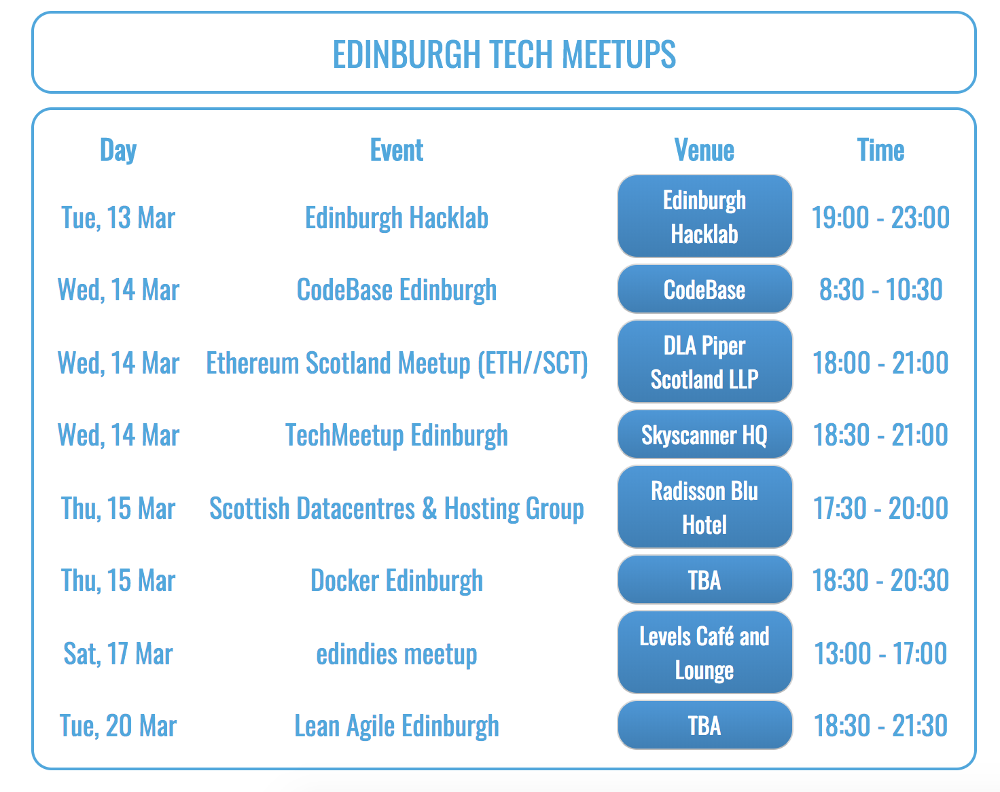 EDINBURGH TECH MEETUPS
Day Event Venue Time
Tue, 13 Mar Edinburgh Hacklab Edinburgh Hacklab 19:00 - 23:00
Wed, 14 Mar CodeBase Edinburgh CodeBase 8:30 - 10:30
Wed, 14 Mar Ethereum Scotland Meetup (ETH//SCT) DLA Piper Scotland LLP 18:00 - 21:00
Wed, 14 Mar TechMeetup Edinburgh Skyscanner HQ 18:30 - 21:00
Thu, 15 Mar Scottish Datacentres & Hosting Group Radisson Blu Hotel 17:30 - 20:00
Thu, 15 Mar Docker Edinburgh TBA 18:30 - 20:30
Sat, 17 Mar edindies meetup Levels Café and Lounge 13:00 - 17:00
Tue, 20 Mar Lean Agile Edinburgh TBA 18:30 - 21:30